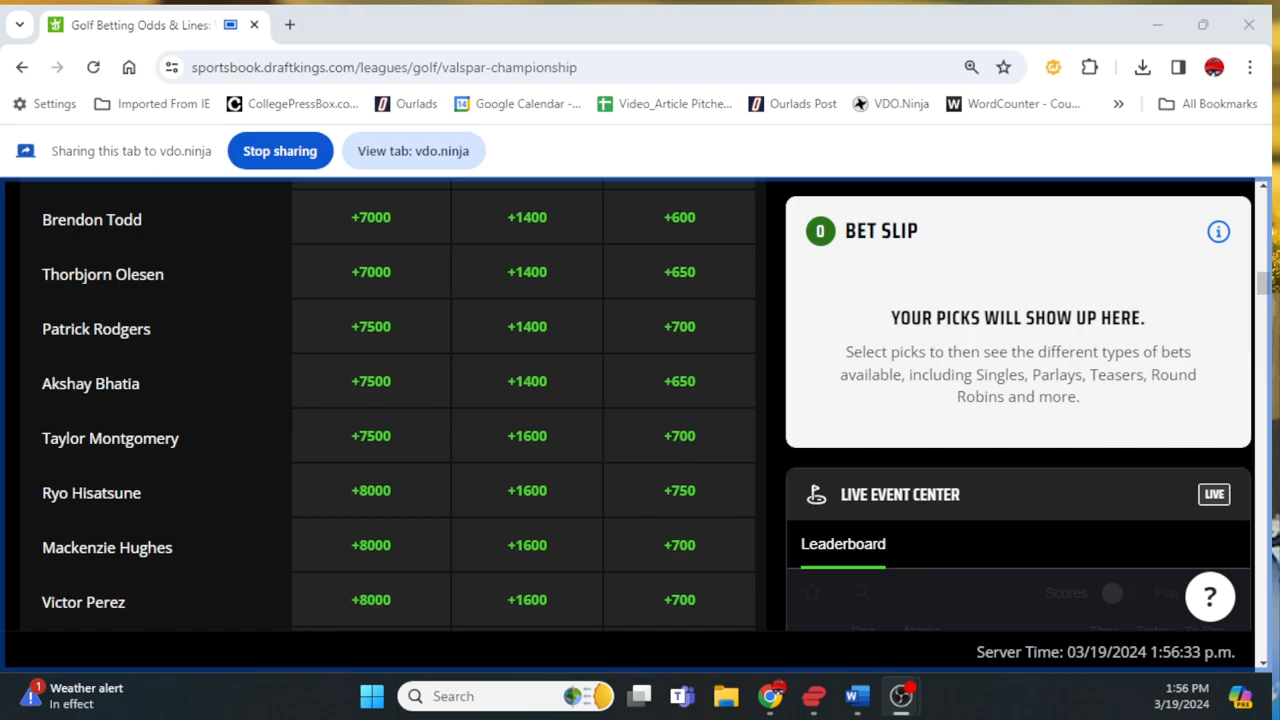 Golf Betting Odds & Lines:
sportsbook.draftkings.com/leagues/golf/valspar-championship
Settings
Imported From IE
CollegePressBox.co...
Ourlads
Google Calendar -...
Video_Article Pitche...
Ourlads Post
VDO.Ninja
WordCounter - Cou...
All Bookmarks
Sharing this tab to vdo.ninja
Stop sharing
View tab: vdo.ninja
Brendon Todd +7000 +1400 +600
Thorbjorn Olesen +7000 +1400 +650
Patrick Rodgers +7500 +1400 +700
Akshay Bhatia +7500 +1400 +650
Taylor Montgomery +7500 +1600 +700
Ryo Hisatsune +8000 +1600 +750
Mackenzie Hughes +8000 +1600 +700
Victor Perez +8000 +1600 +700
0 BET SLIP
YOUR PICKS WILL SHOW UP HERE.
Select picks to then see the different types of bets
available, including Singles, Parlays, Teasers, Round
Robins and more.
LIVE EVENT CENTER LIVE
Leaderboard
Scores
?
Server Time: 03/19/2024 1:56:33 p.m.
1
Weather alert
In effect
Search
1:56 PM
3/19/2024
PRE